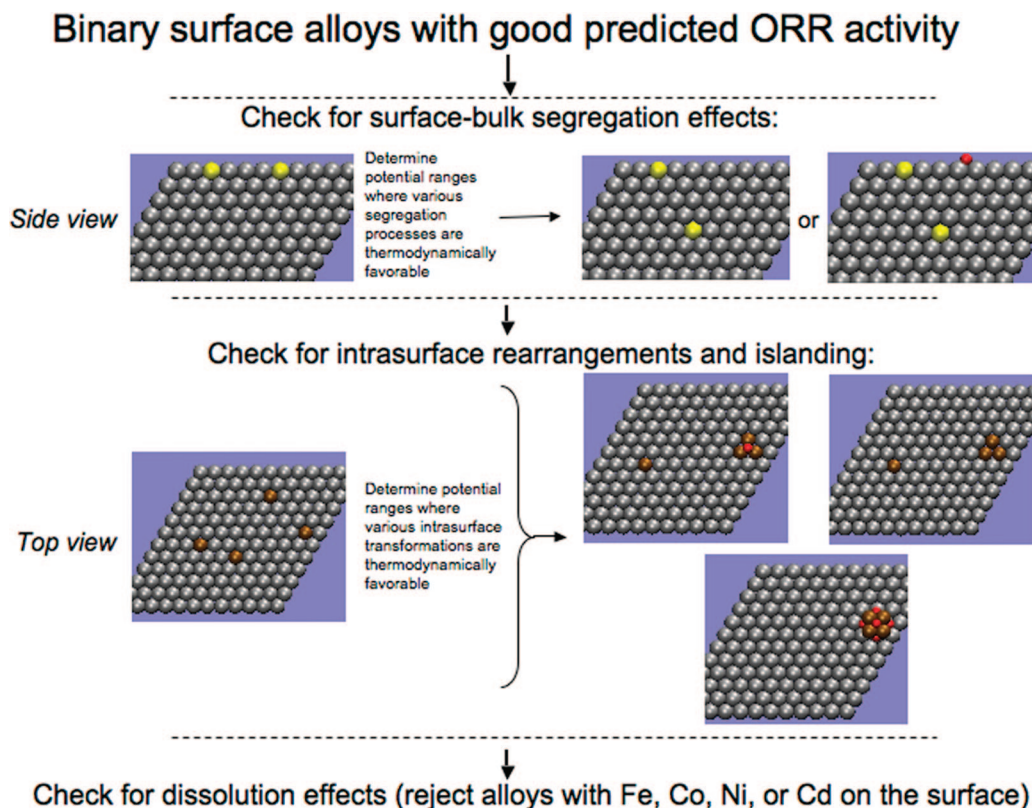 Binary surface alloys with good predicted ORR activity
Check for surface-bulk segregation effects:
Side view
Determine
potential ranges
where various
segregation
processes are
thermodynamically
favorable
or
Check for intrasurface rearrangements and islanding:
Top view
Determine potential
ranges where
various intrasurface
transformations are
thermodynamically
favorable
Check for dissolution effects (reject alloys with Fe, Co, Ni, or Cd on the surface)